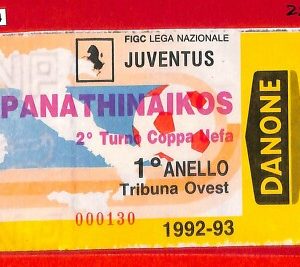 FIGC LEGA NAZIONALE
JUVENTUS
PANATHINAIKOS
2° Turno Coppa Uefa
1° ANELLO
Tribuna Ovest
000130
1992-93
DANONE